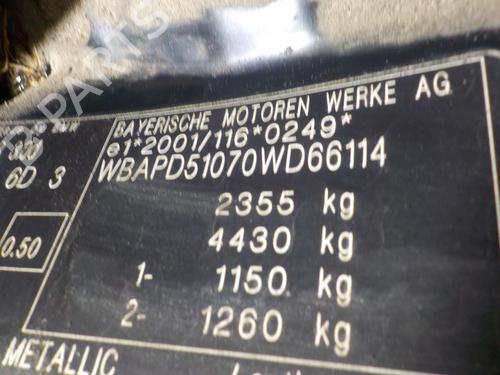 BAYERISCHE MOTOREN WERKE AG
e1*2001/116*0249*
WBAPD51070WD66114
2355 kg
4430 kg
1- 1150 kg
2- 1260 kg
6D 3
0.50
METALLIC
PARTS